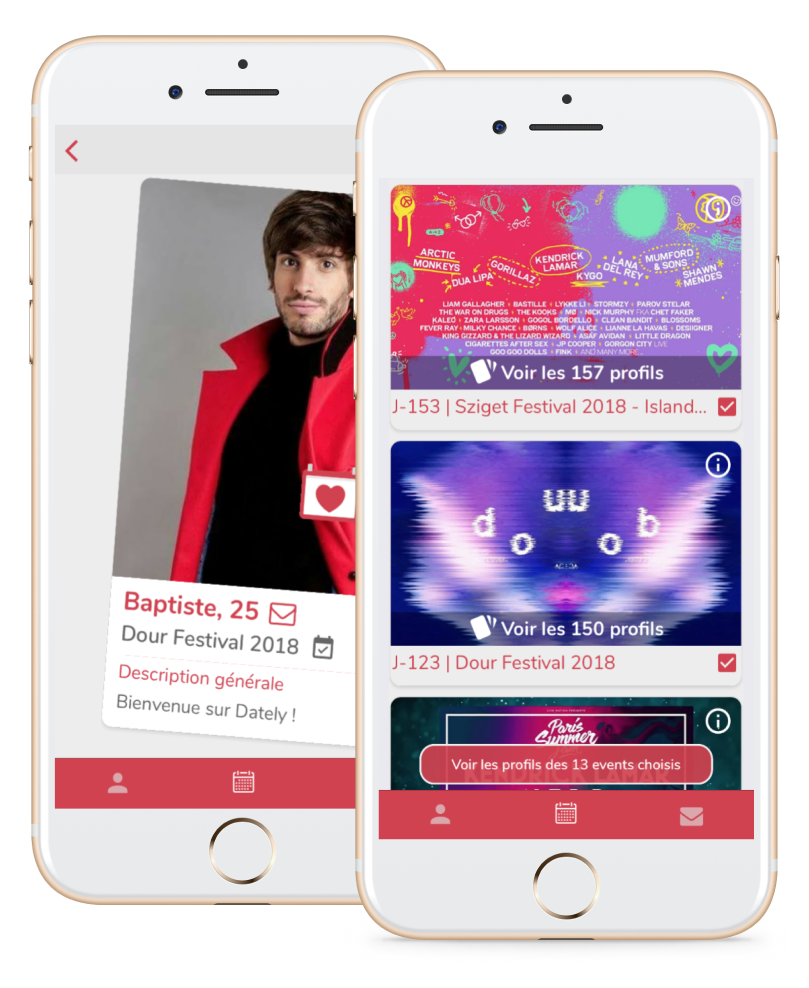 Baptiste, 25
Dour Festival 2018
Description générale
Bienvenue sur Dately !
ARCTIC MONKEYS
DUA LIPA
GORILLAZ
KENDRICK LAMAR
KYGO
LANA DEL REY
MUMFORD & SONS
SHAWN MENDES
LIAM GALLAGHER BASTILLE LYKKE LI STORMZY PAROV STELAR
THE WAR ON DRUGS THE KOOKS MØ NICK MURPHY FKA CHET FAKER
KALEO ZARA LARSSON GOGOL BORDELLO CLEAN BANDIT BLOSSOMS
FEVER RAY MILKY CHANCE BØRNS WOLF ALICE LIANNE LA HAVAS DESIIGNER
KING GIZZARD & THE LIZARD WIZARD ASAF AVIDAN LITTLE DRAGON
CIGARETTES AFTER SEX JP COOPER GORGON CITY LIVE
GOO GOO DOLLS FINK AND MANY MORE
Voir les 157 profils
J-153 | Sziget Festival 2018 - Island...
d o uu o b
Voir les 150 profils
J-123 | Dour Festival 2018
Paris
Summer
Voir les profils des 13 events choisis
KENDRICK LAMAR